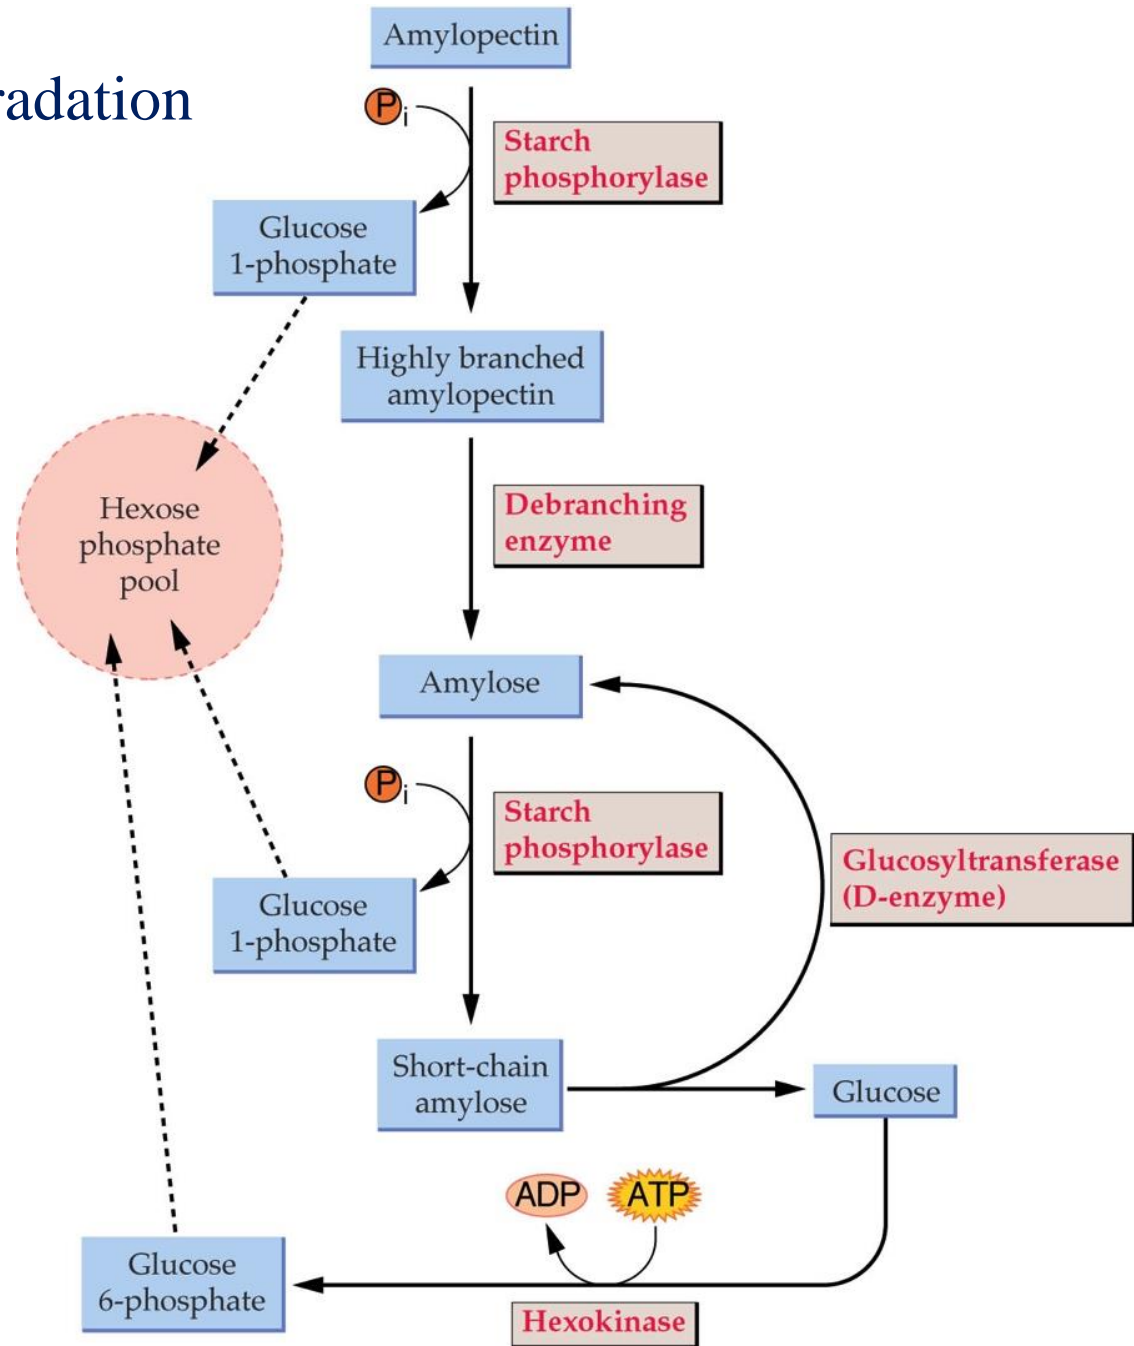 Amylopectin
radation
Pi
Starch
phosphorylase
Glucose
1-phosphate
Highly branched
amylopectin
Hexose
phosphate
pool
Debranching
enzyme
Amylose
Pi
Starch
phosphorylase
Glucosyltransferase
(D-enzyme)
Glucose
1-phosphate
Short-chain
amylose
Glucose
ADP
ATP
Glucose
6-phosphate
Hexokinase